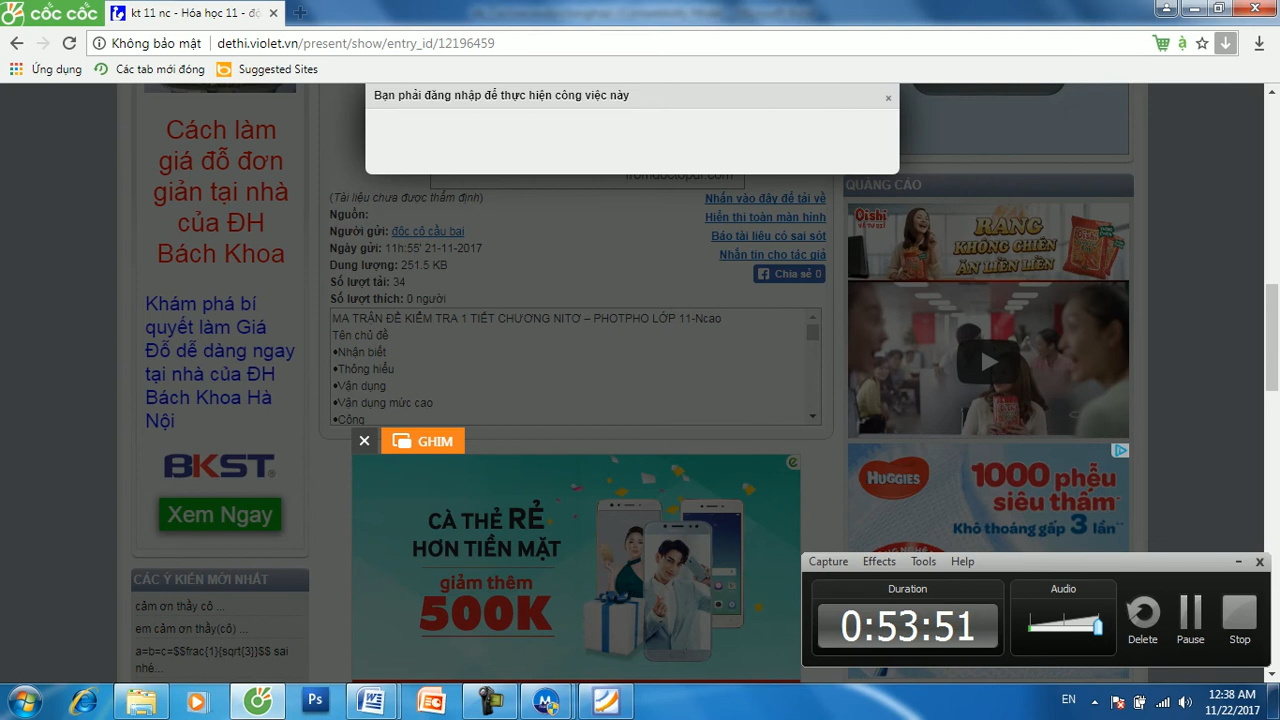 cốc cốc
kt 11 nc - Hóa học 11 - đố
Không bảo mật
dethi.violet.vn/present/show/entry_id/12196459
Ứng dụng
Các tab mới đóng
Suggested Sites
Bạn phải đăng nhập để thực hiện công việc này
Cách làm
giá đỗ đơn
giản tại nhà
của ĐH
Bách Khoa
Khám phá bí
quyết làm Giá
Đỗ dễ dàng ngay
tại nhà của ĐH
Bách Khoa Hà
Nội
BKST
Xem Ngay
CÁC Ý KIẾN MỚI NHẤT
cảm ơn thầy cô ...
em cảm ơn thầy(cô) ...
a=b=c=$$frac{1}{sqrt{3}}$$ sai
nhé...
(Tài liệu chưa được thẩm định)
Nguồn:
Người gửi: độc cô cầu bai
Ngày gửi: 11h:55' 21-11-2017
Dung lượng: 251.5 KB
Số lượt tải: 34
Số lượt thích: 0 người
Nhấn vào đây để tải về
Hiển thị toàn màn hình
Báo tài liệu có sai sót
Nhắn tin cho tác giả
Chia sẻ 0
MA TRẬN ĐỀ KIỂM TRA 1 TIẾT CHƯƠNG NITƠ – PHOTPHO LỚP 11-Ncao
Tên chủ đề
•Nhận biết
•Thông hiểu
•Vận dụng
•Vận dụng mức cao
•Công
GHIM
CÀ THẺ RẺ
HƠN TIỀN MẶT
giảm thêm
500K
QUẢNG CÁO
Oishi
RANG
KHÔNG CHIÊN
ĂN LIỀN LIỀN
HUGGIES
1000 phễu
siêu thấm*
Khô thoáng gấp 3 lần**
Capture
Effects
Tools
Help
Duration
0:53:51
Audio
Delete
Pause
Stop
Ps
EN
12:38 AM
11/22/2017